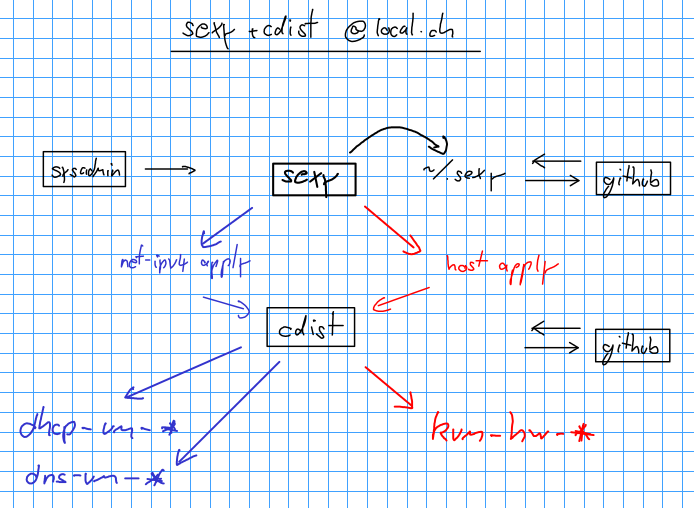 sexy + cdist @local.ch
sysadmin
sexy
~/.sexy
github
net-ipv4 apply
host apply
cdist
github
dhcp-vm-*
kvm-hw-*
dns-vm-*